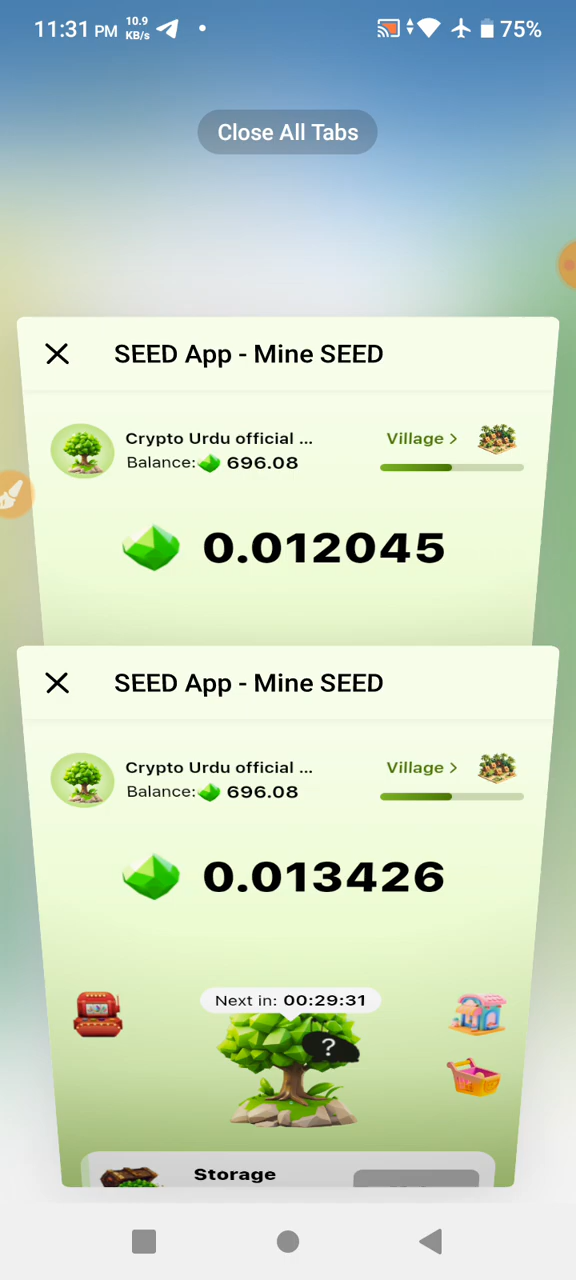 11:31 PM 10.9 KB/s 75%
Close All Tabs
SEED App - Mine SEED
Crypto Urdu official ... Village >
Balance: 696.08
0.012045
SEED App - Mine SEED
Crypto Urdu official ... Village >
Balance: 696.08
0.013426
Next in: 00:29:31
?
Storage